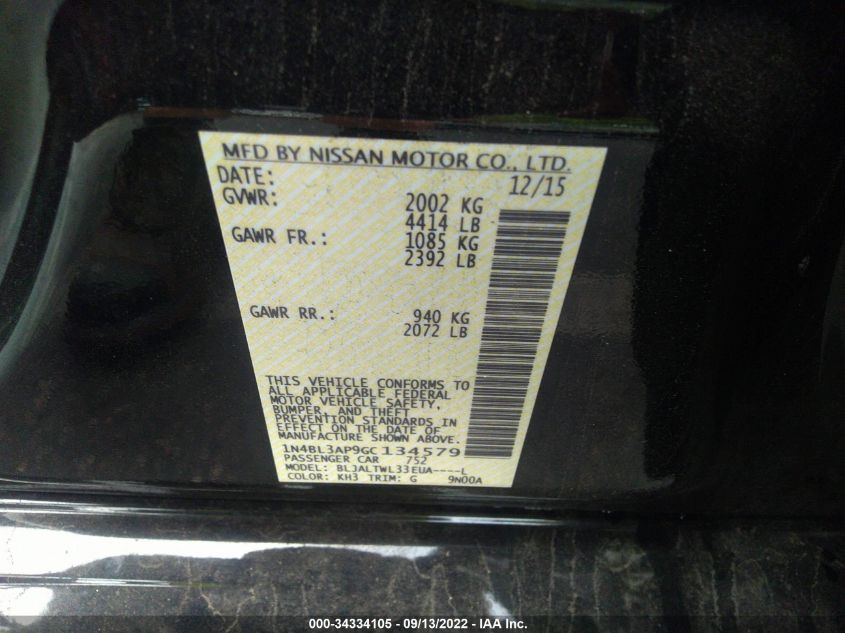 MFD BY NISSAN MOTOR CO., LTD.
DATE: 12/15
GVWR: 2002 KG
4414 LB
GAWR FR.: 1085 KG
2392 LB
GAWR RR.: 940 KG
2072 LB
THIS VEHICLE CONFORMS TO
ALL APPLICABLE FEDERAL
MOTOR VEHICLE SAFETY,
BUMPER, AND THEFT
PREVENTION STANDARDS IN
EFFECT ON THE DATE OF
MANUFACTURE SHOWN ABOVE.
1N4BL3AP9GC134579
PASSENGER CAR 752
MODEL: BLJALTWL33EUA----L
COLOR: KH3 TRIM: G 9N00A
000-34334105 - 09/13/2022 - IAA Inc.